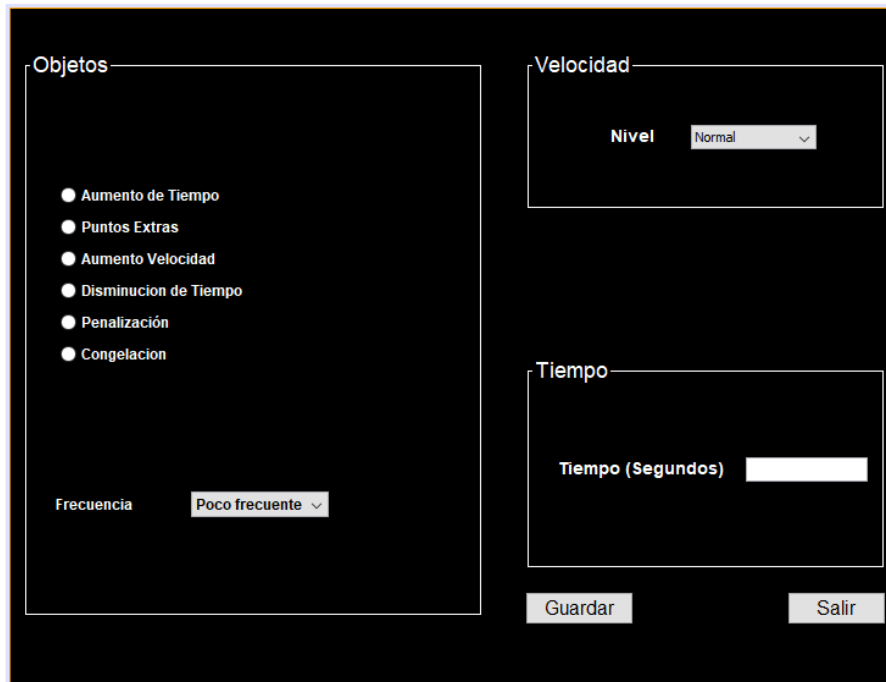 Objetos
Aumento de Tiempo
Puntos Extras
Aumento Velocidad
Disminucion de Tiempo
Penalización
Congelacion
Frecuencia Poco frecuente
Velocidad
Nivel Normal
Tiempo
Tiempo (Segundos)
Guardar Salir